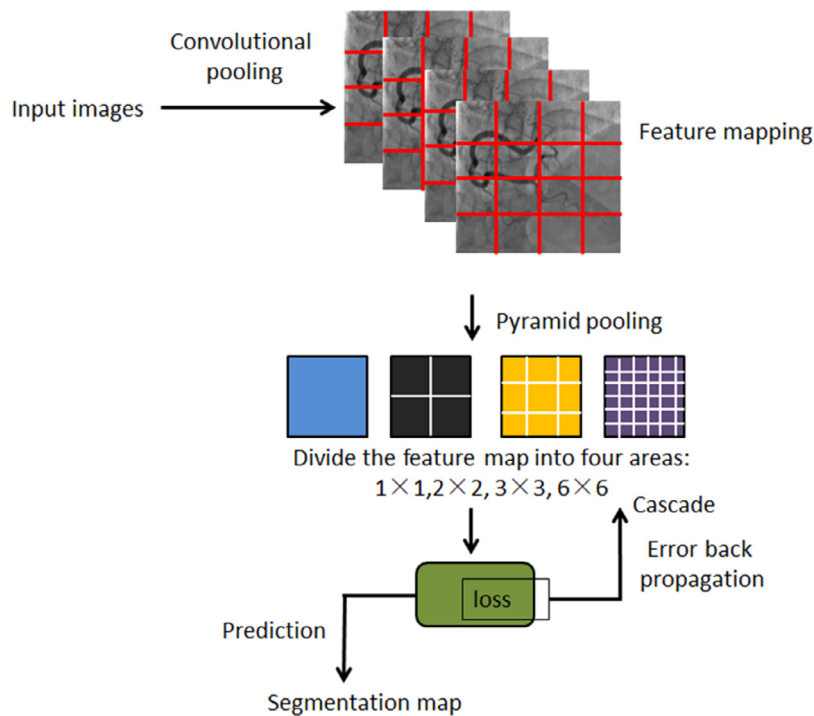 Convolutional
pooling
Input images
Feature mapping
Pyramid pooling
Divide the feature map into four areas:
1×1,2×2, 3×3, 6×6
Cascade
Error back
propagation
loss
Prediction
Segmentation map